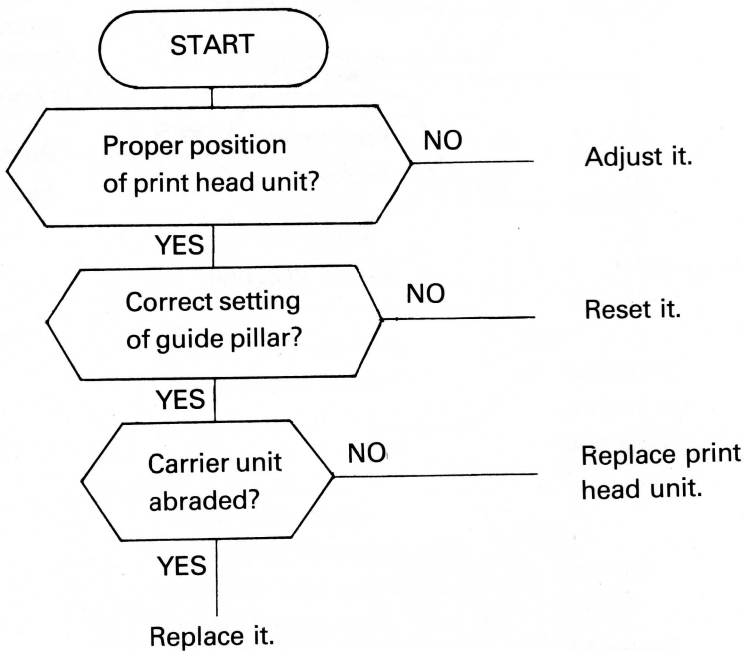 START
Proper position
of print head unit?
NO
Adjust it.
YES
Correct setting
of guide pillar?
NO
Reset it.
YES
Carrier unit
abraded?
NO
Replace print
head unit.
YES
Replace it.